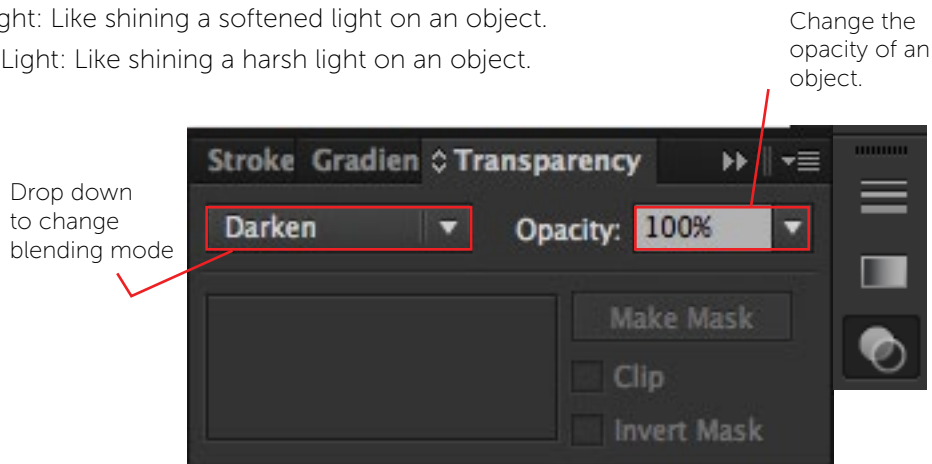 ght: Like shining a softened light on an object.
Light: Like shining a harsh light on an object.
Change the
opacity of an
object.
Stroke Gradien Transparency
Drop down
to change
blending mode
Darken Opacity: 100%
Make Mask
Clip
Invert Mask